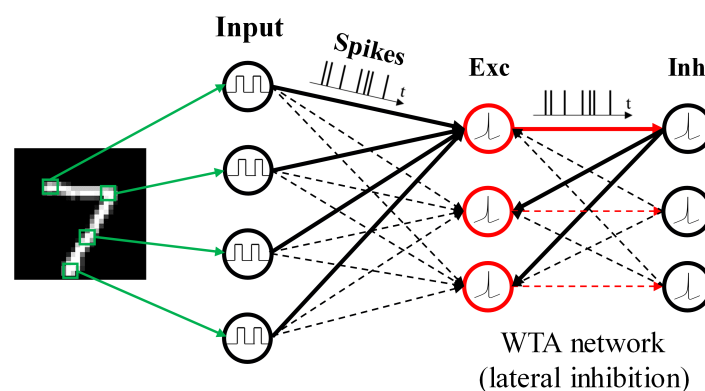 Input
Spikes
t
Exc
t
Inh
WTA network
(lateral inhibition)